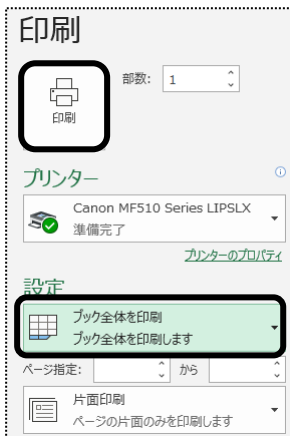 印刷
部数: 1
印刷
プリンター
Canon MF510 Series LIPSLX
準備完了
プリンターのプロパティ
設定
ブック全体を印刷
ブック全体を印刷します
ページ指定: から
片面印刷
ページの片面のみを印刷します